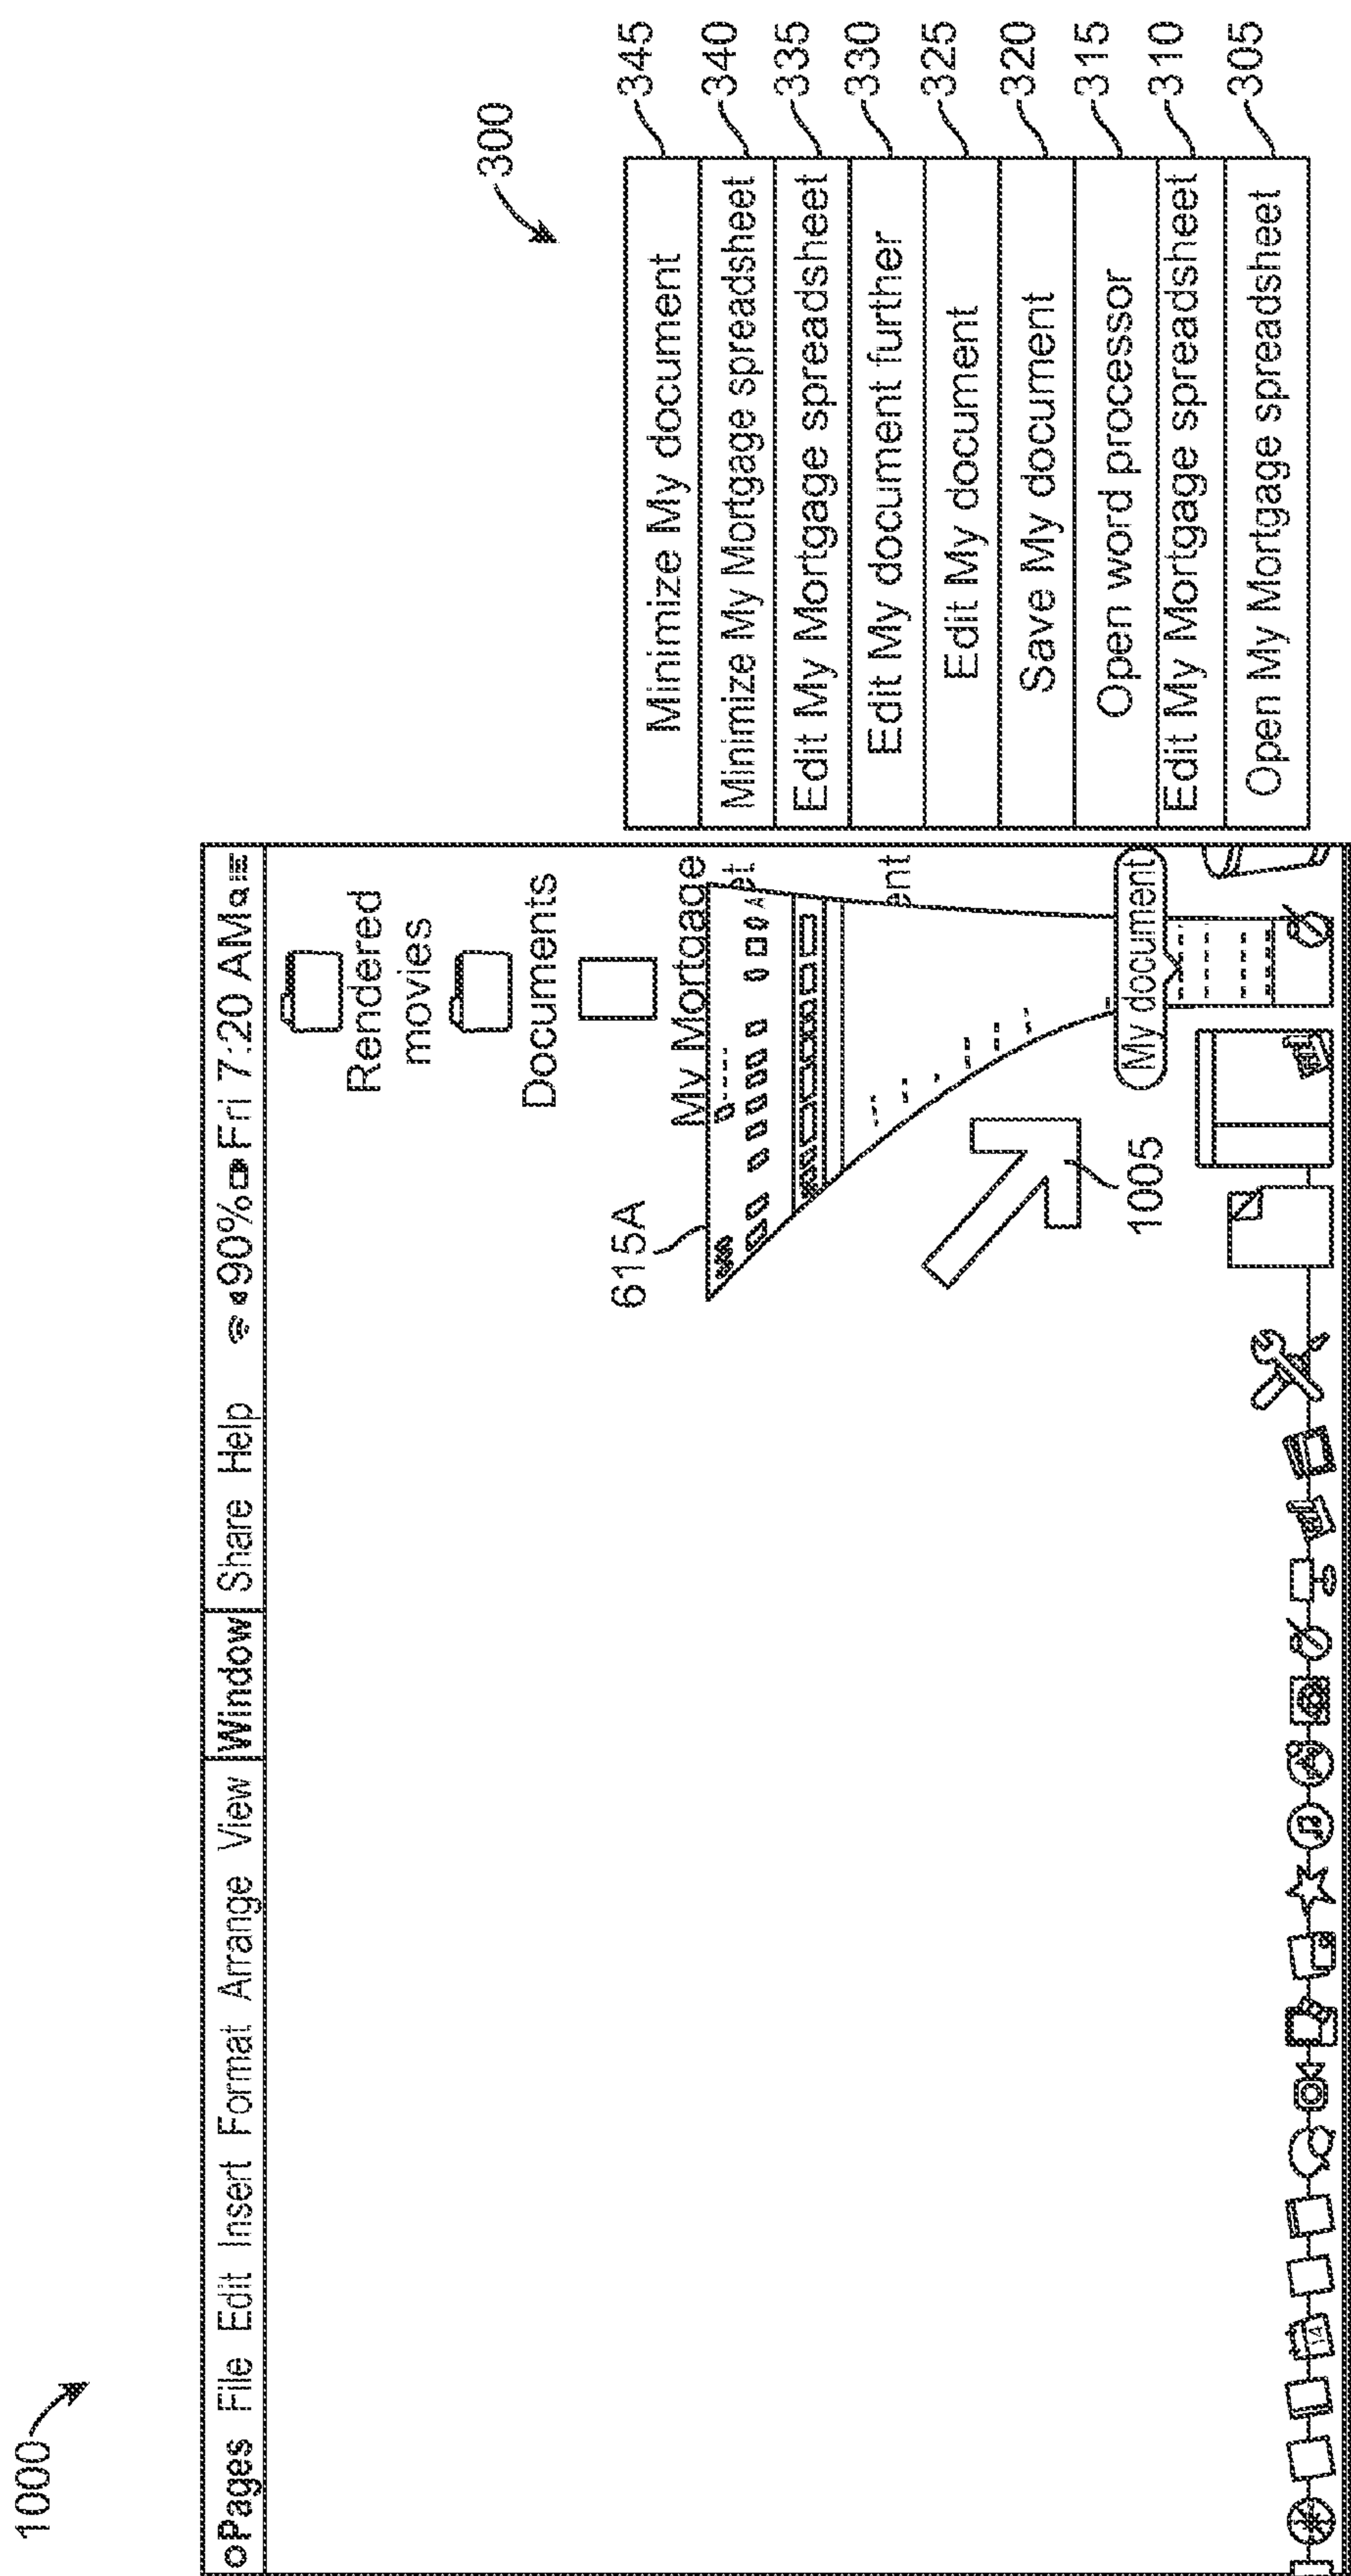 1000
Pages File Edit Insert Format Arrange View Window Share Help 90% Fri 7:20 AM
Rendered
movies
Documents
My Mortgage
et
ent
615A
1005
My document
14
300
Minimize My document 345
Minimize My Mortgage spreadsheet 340
Edit My Mortgage spreadsheet 335
Edit My document further 330
Edit My document 325
Save My document 320
Open word processor 315
Edit My Mortgage spreadsheet 310
Open My Mortgage spreadsheet 305